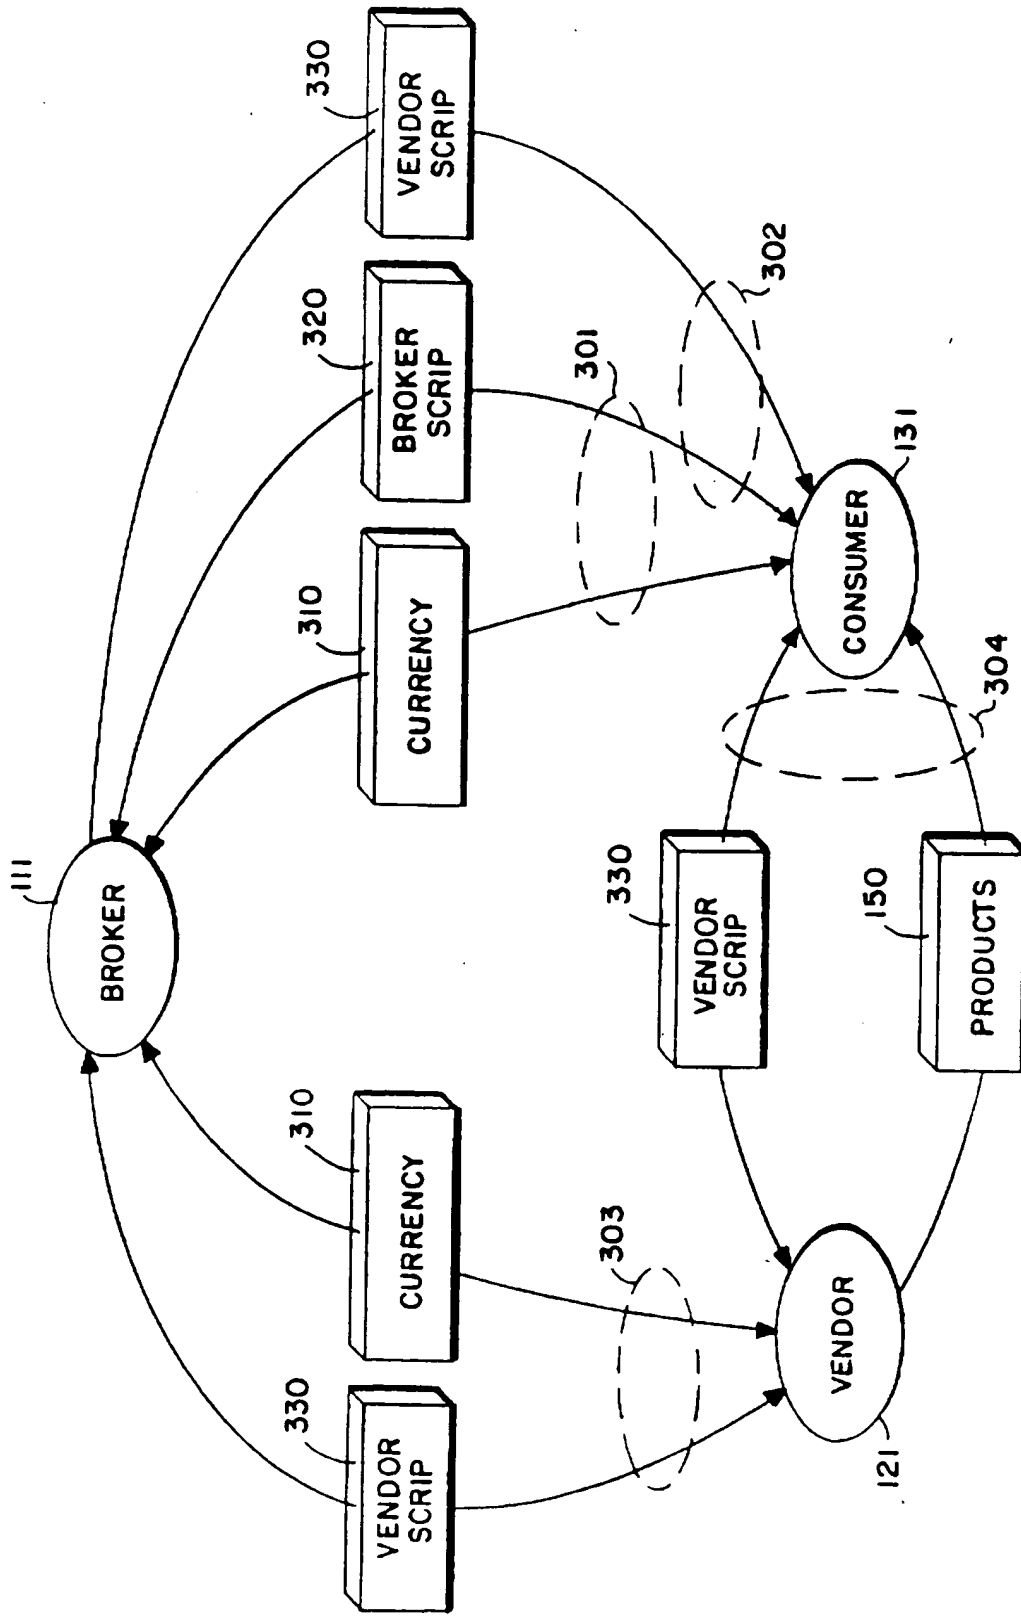 111
BROKER
330
VENDOR
SCRIP
310
CURRENCY
310
CURRENCY
320
BROKER
SCRIP
330
VENDOR
SCRIP
303
301
302
330
VENDOR
SCRIP
VENDOR
121
CONSUMER
131
304
150
PRODUCTS